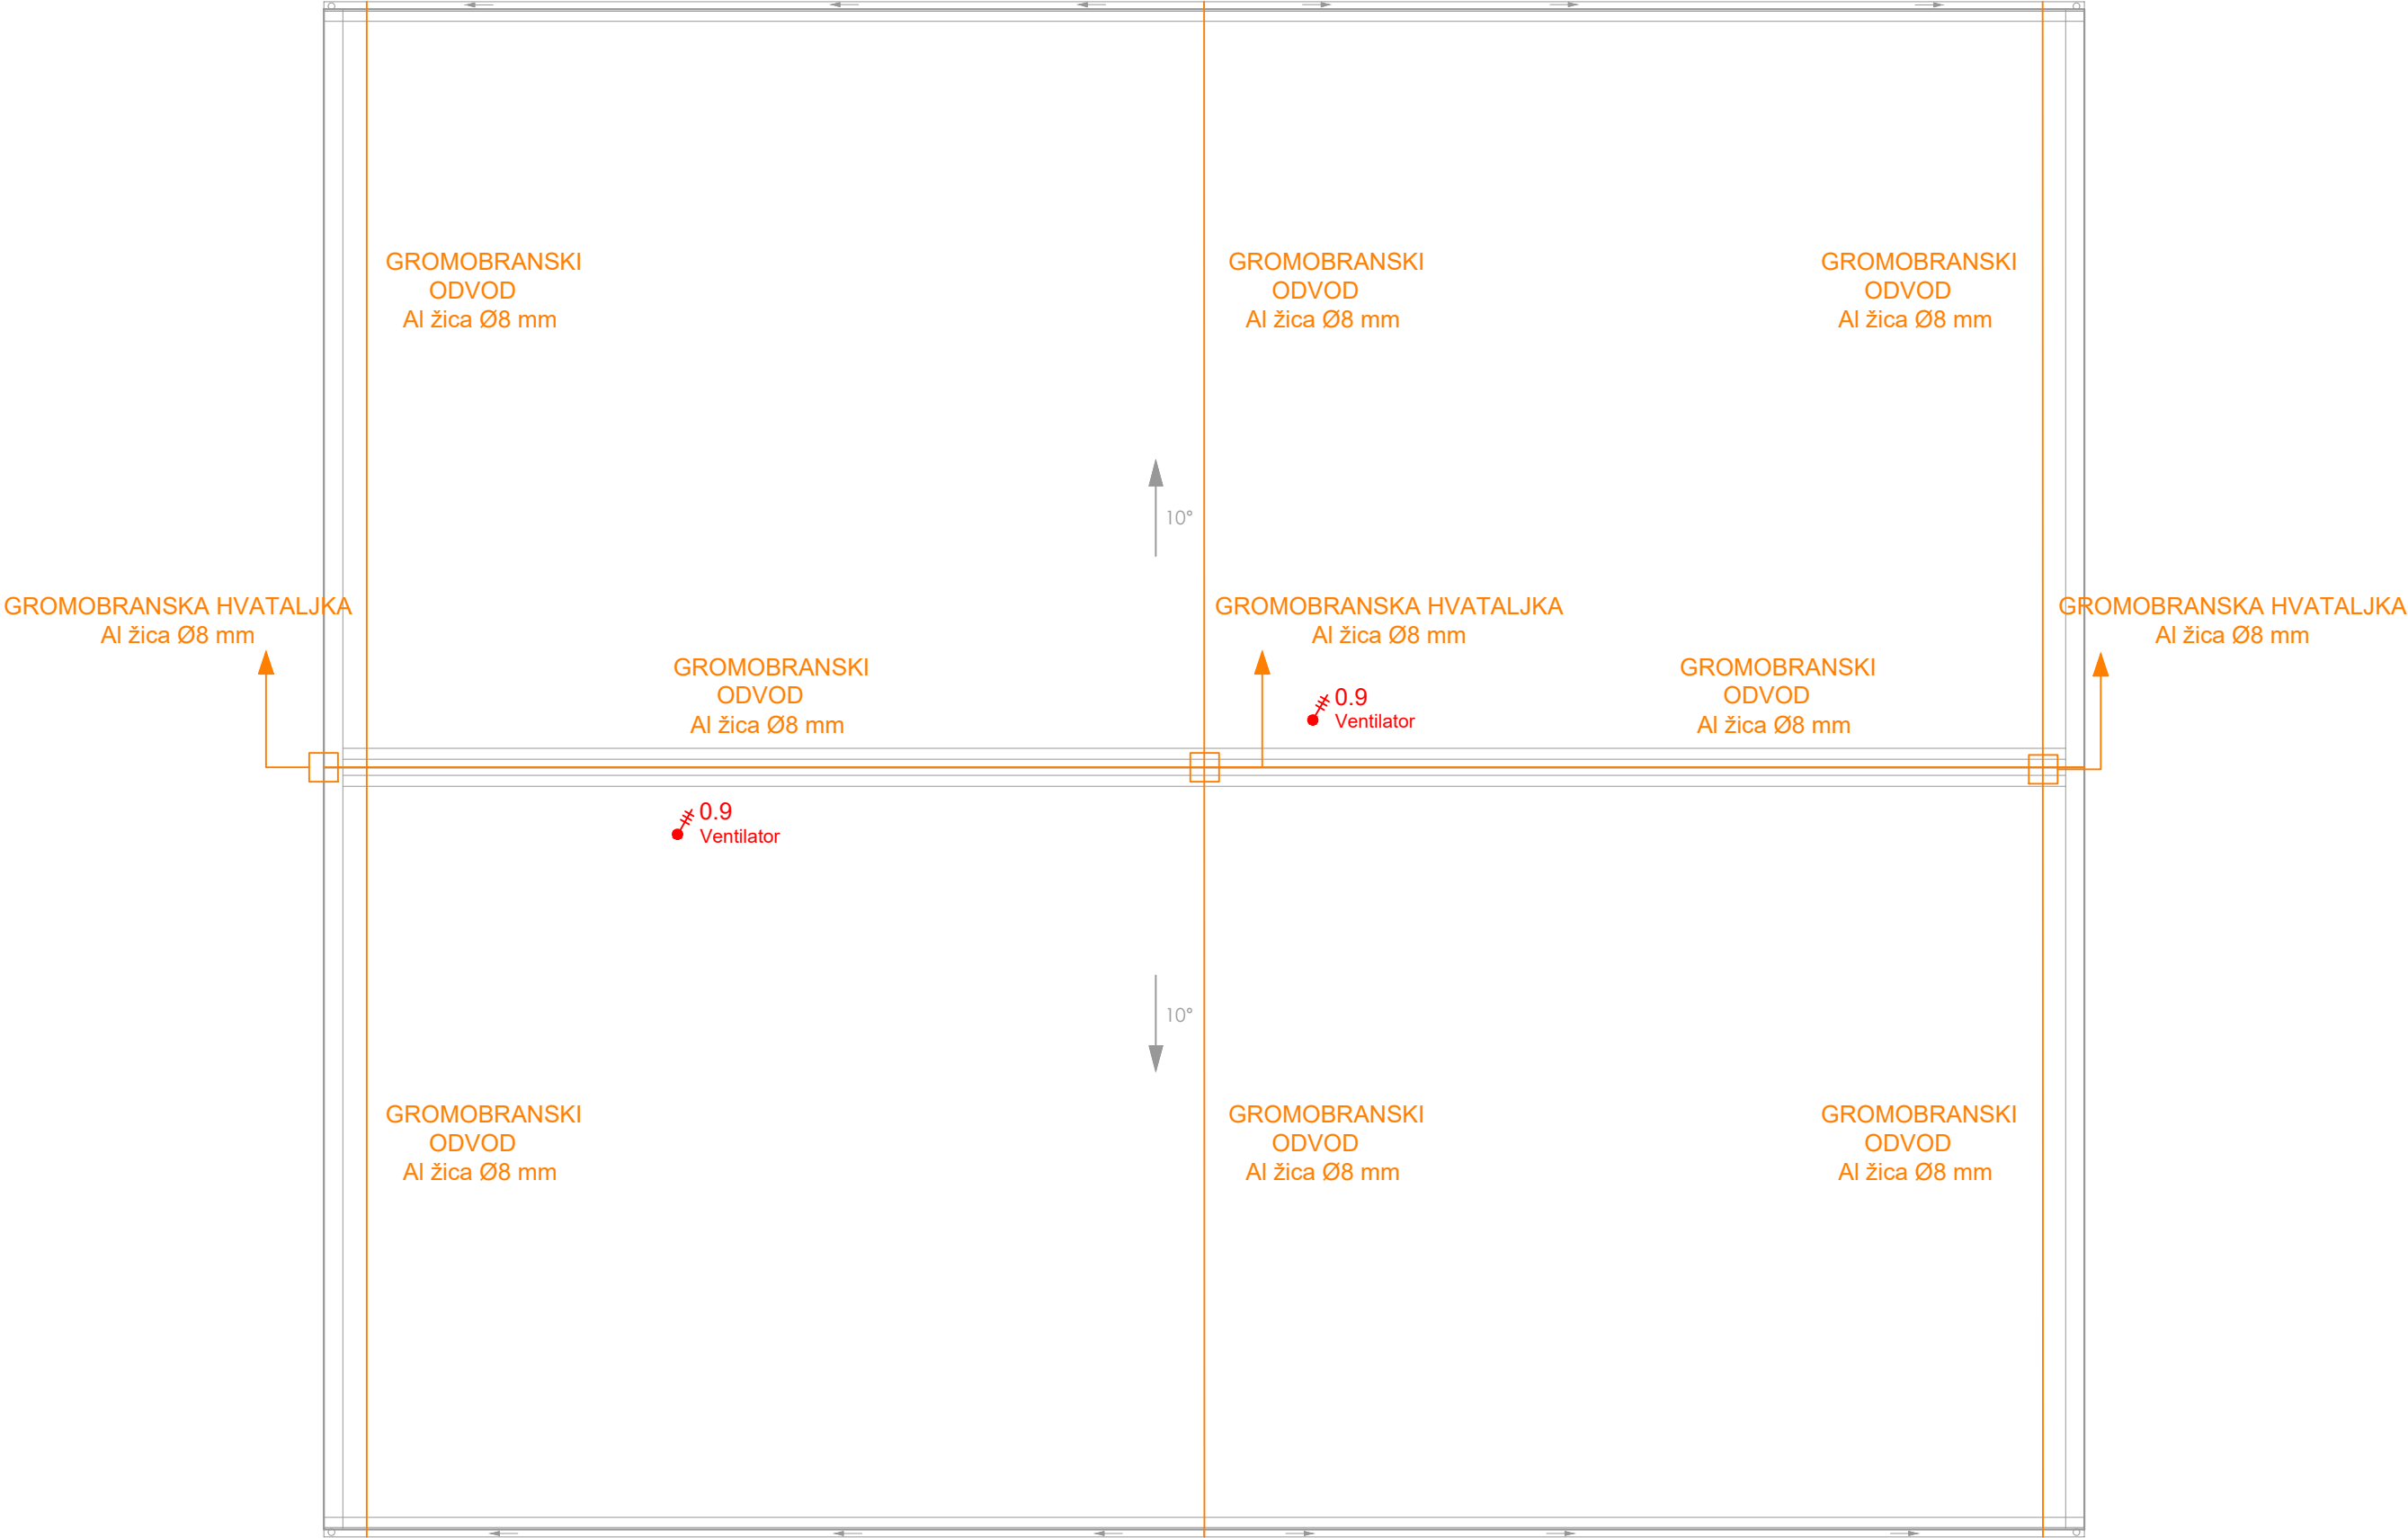 GROMOBRANSKI
ODVOD
Al žica Ø8 mm
GROMOBRANSKI
ODVOD
Al žica Ø8 mm
GROMOBRANSKI
ODVOD
Al žica Ø8 mm
10°
GROMOBRANSKA HVATALJKA
Al žica Ø8 mm
GROMOBRANSKA HVATALJKA
Al žica Ø8 mm
GROMOBRANSKA HVATALJKA
Al žica Ø8 mm
GROMOBRANSKI
ODVOD
Al žica Ø8 mm
0.9
Ventilator
GROMOBRANSKI
ODVOD
Al žica Ø8 mm
0.9
Ventilator
10°
GROMOBRANSKI
ODVOD
Al žica Ø8 mm
GROMOBRANSKI
ODVOD
Al žica Ø8 mm
GROMOBRANSKI
ODVOD
Al žica Ø8 mm